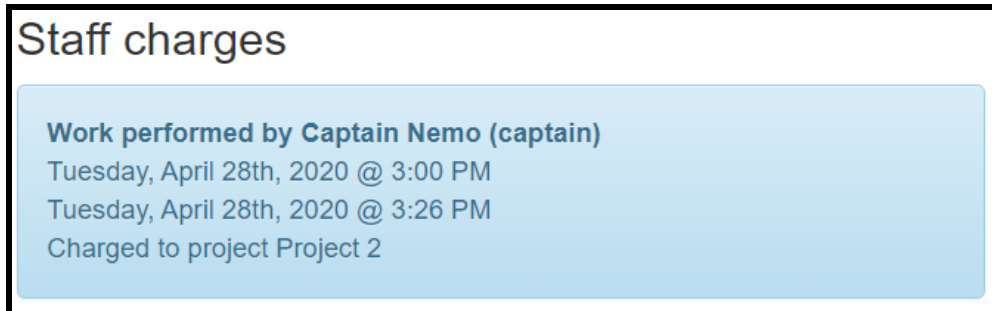 Staff charges
Work performed by Captain Nemo (captain)
Tuesday, April 28th, 2020 @ 3:00 PM
Tuesday, April 28th, 2020 @ 3:26 PM
Charged to project Project 2